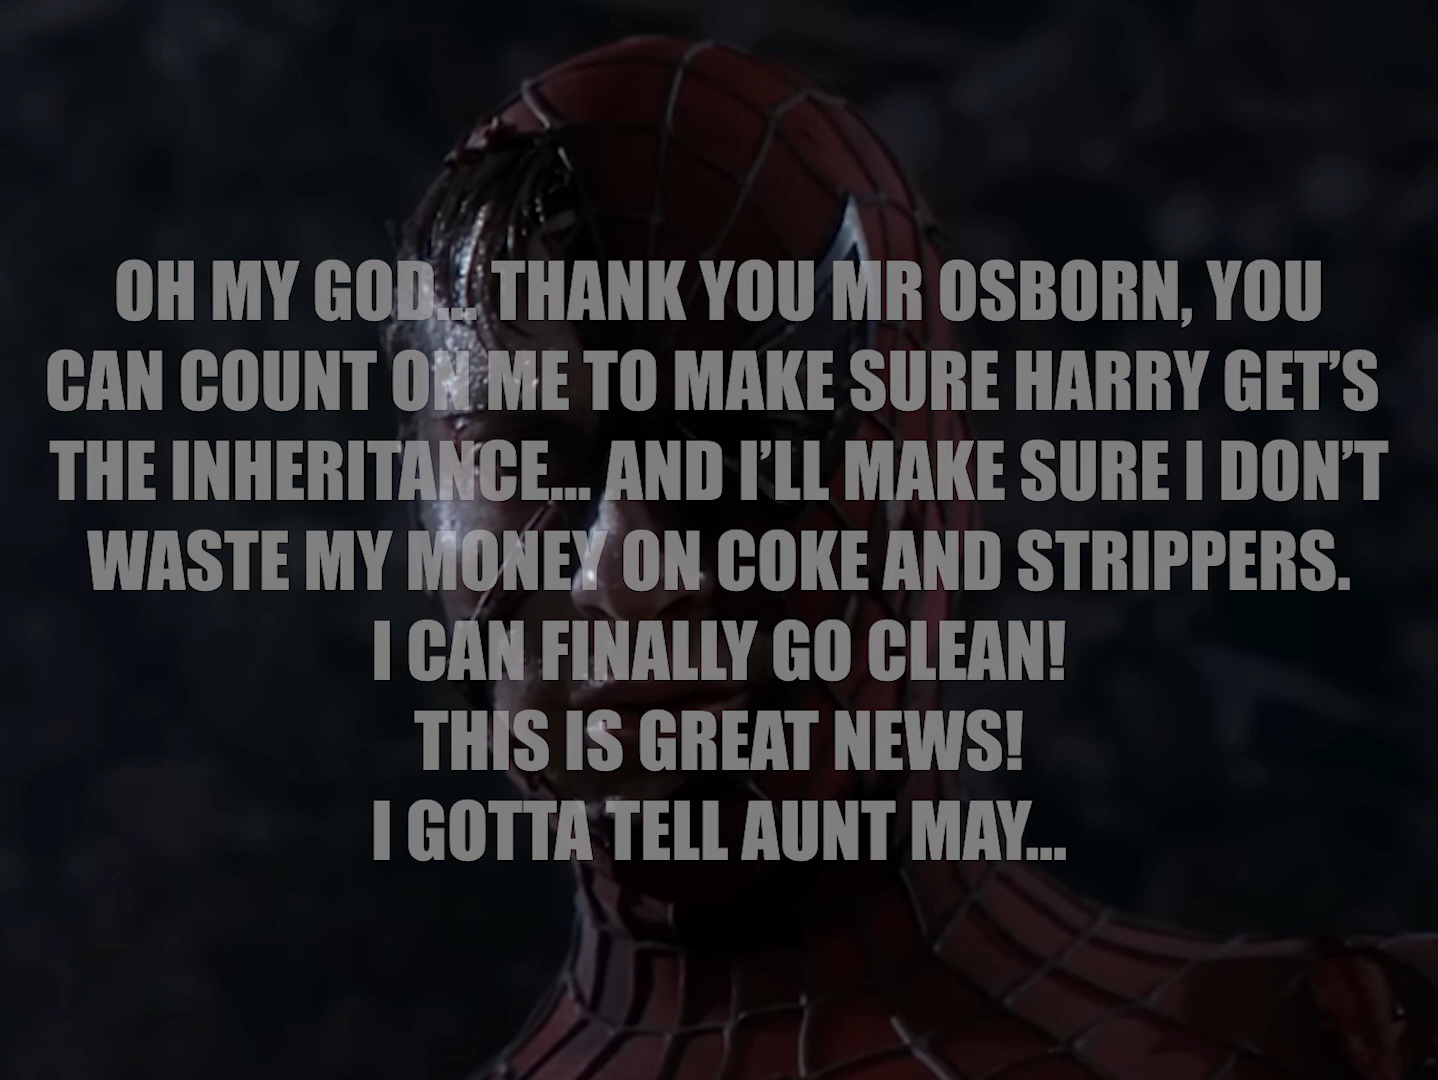 OH MY GOD... THANK YOU MR OSBORN, YOU
CAN COUNT ON ME TO MAKE SURE HARRY GET’S
THE INHERITANCE... AND I’LL MAKE SURE I DON’T
WASTE MY MONEY ON COKE AND STRIPPERS.
I CAN FINALLY GO CLEAN!
THIS IS GREAT NEWS!
I GOTTA TELL AUNT MAY...